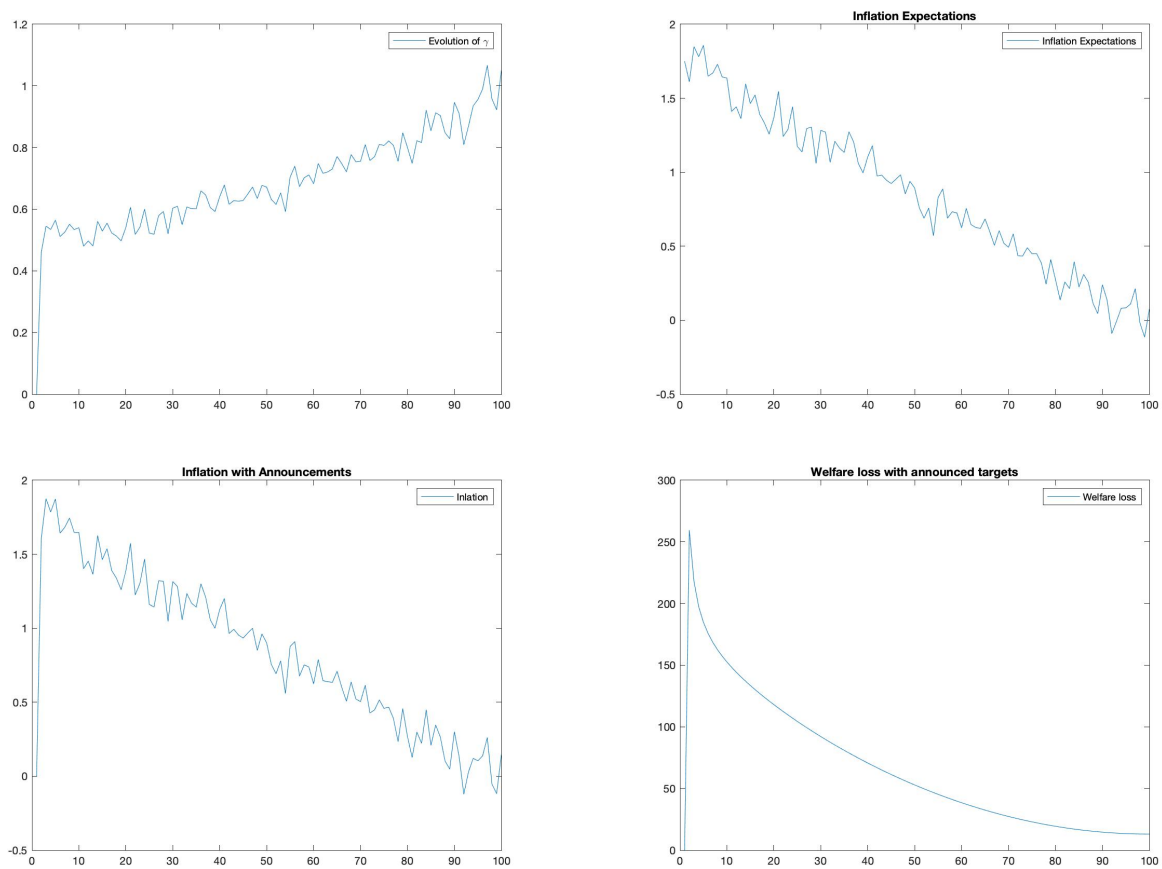 1.2
Evolution of γ
1
0.8
0.6
0.4
0.2
0
0 10 20 30 40 50 60 70 80 90 100
Inflation Expectations
2
Inflation Expectations
1.5
1
0.5
0
-0.5
0 10 20 30 40 50 60 70 80 90 100
Inflation with Announcements
2
Inlation
1.5
1
0.5
0
-0.5
0 10 20 30 40 50 60 70 80 90 100
Welfare loss with announced targets
300
Welfare loss
250
200
150
100
50
0
0 10 20 30 40 50 60 70 80 90 100